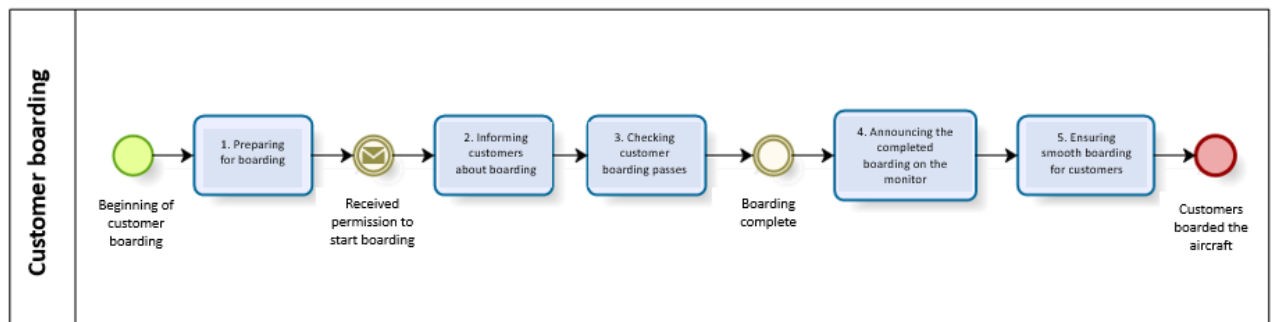 Customer boarding
Beginning of
customer
boarding
1. Preparing
for boarding
Received
permission to
start boarding
2. Informing
customers
about boarding
3. Checking
customer
boarding passes
Boarding
complete
4. Announcing the
completed
boarding on the
monitor
5. Ensuring
smooth boarding
for customers
Customers
boarded the
aircraft